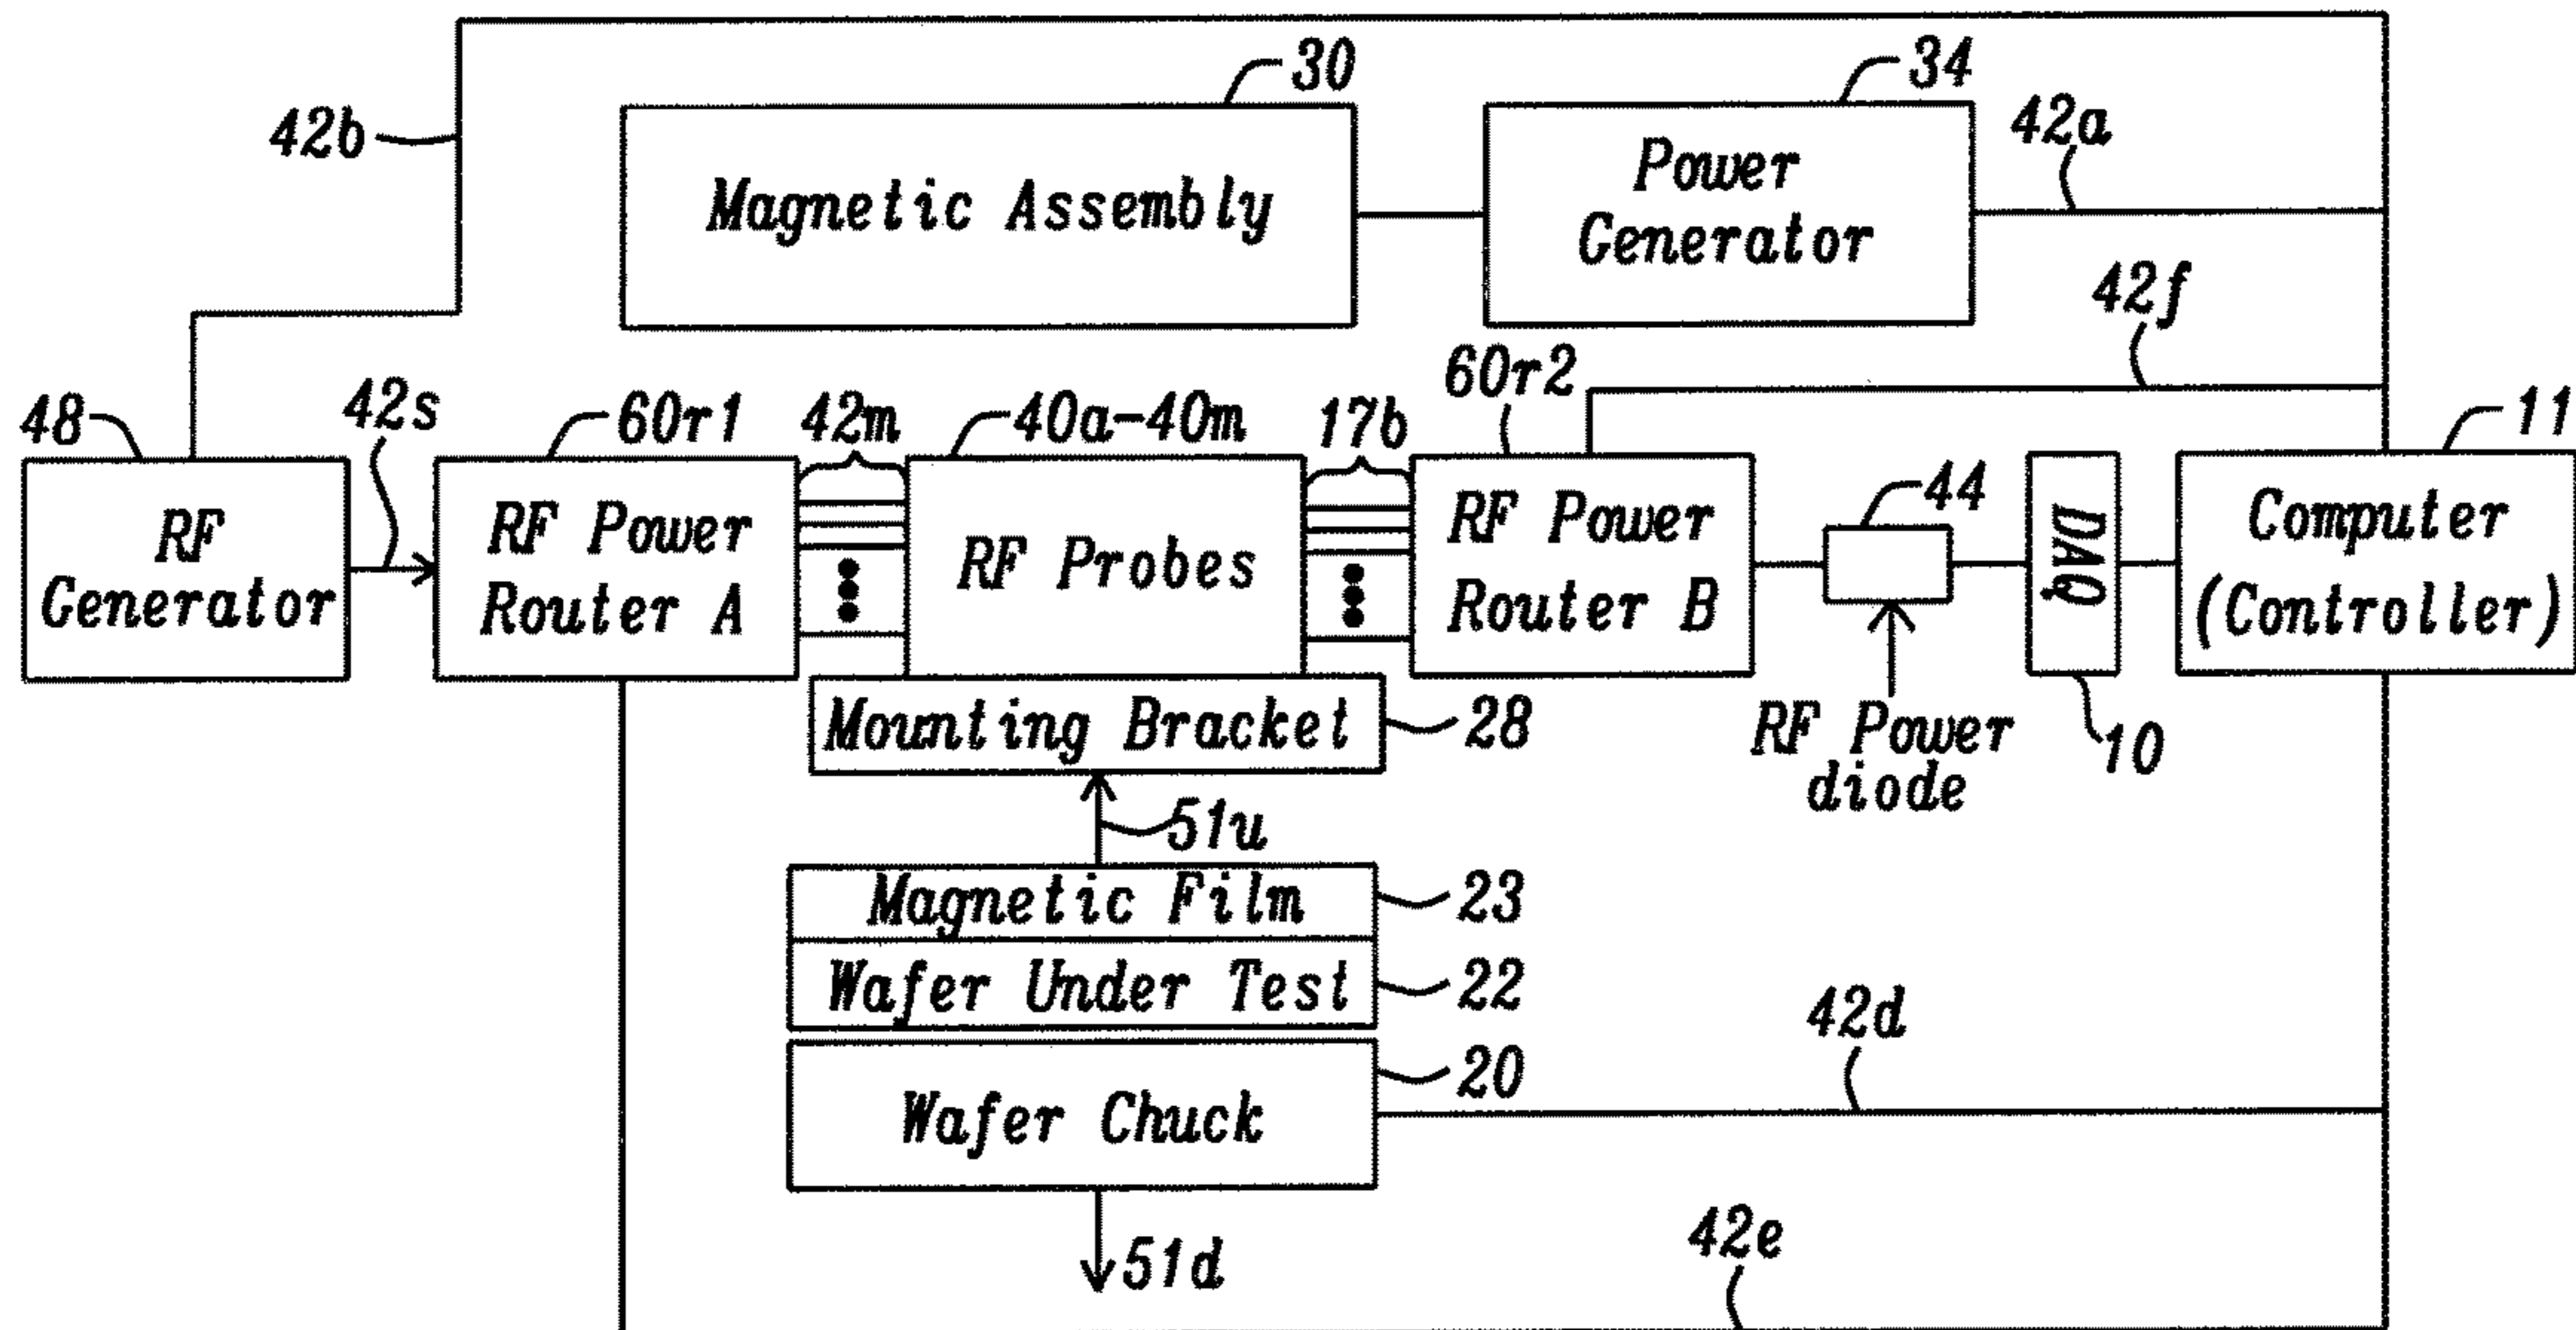 30
34
42b
Magnetic Assembly
Power
Generator
42a
42f
48
42s
60r1
42m
40a-40m
17b
60r2
44
11
RF
Generator
RF Power
Router A
RF Probes
RF Power
Router B
DAQ
Computer
(Controller)
Mounting Bracket
28
RF Power
diode
10
51u
Magnetic Film
23
Wafer Under Test
22
Wafer Chuck
20
42d
51d
42e